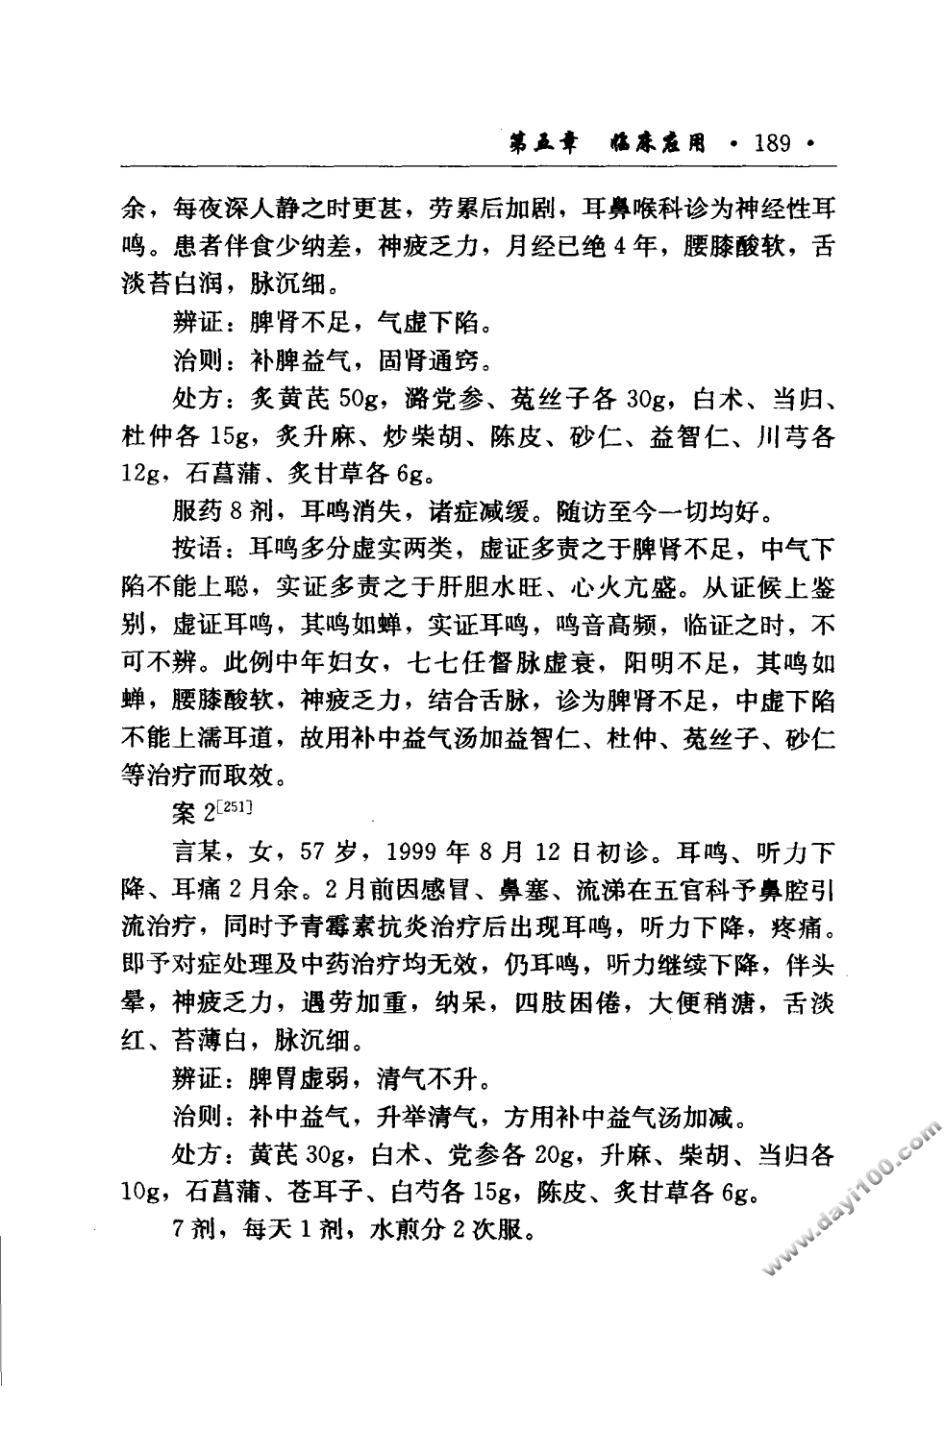 第五章 临床应用 · 189 ·
余，每夜深人静之时更甚，劳累后加剧，耳鼻喉科诊为神经性耳
鸣。患者伴食少纳差，神疲乏力，月经已绝 4 年，腰膝酸软，舌
淡苔白润，脉沉细。
辨证：脾肾不足，气虚下陷。
治则：补脾益气，固肾通窍。
处方：炙黄芪 50g，潞党参、菟丝子各 30g，白术、当归、
杜仲各 15g，炙升麻、炒柴胡、陈皮、砂仁、益智仁、川芎各
12g，石菖蒲、炙甘草各 6g。
服药 8 剂，耳鸣消失，诸症减缓。随访至今一切均好。
按语：耳鸣多分虚实两类，虚证多责之于脾肾不足，中气下
陷不能上聪，实证多责之于肝胆水旺、心火亢盛。从证候上鉴
别，虚证耳鸣，其鸣如蝉，实证耳鸣，鸣音高频，临证之时，不
可不辨。此例中年妇女，七七任督脉虚衰，阳明不足，其鸣如
蝉，腰膝酸软，神疲乏力，结合舌脉，诊为脾肾不足，中虚下陷
不能上濡耳道，故用补中益气汤加益智仁、杜仲、菟丝子、砂仁
等治疗而取效。
案 2[251]
言某，女，57 岁，1999 年 8 月 12 日初诊。耳鸣、听力下
降、耳痛 2 月余。2 月前因感冒、鼻塞、流涕在五官科予鼻腔引
流治疗，同时予青霉素抗炎治疗后出现耳鸣，听力下降，疼痛。
即予对症处理及中药治疗均无效，仍耳鸣，听力继续下降，伴头
晕，神疲乏力，遇劳加重，纳呆，四肢困倦，大便稍溏，舌淡
红、苔薄白，脉沉细。
辨证：脾胃虚弱，清气不升。
治则：补中益气，升举清气，方用补中益气汤加减。
处方：黄芪 30g，白术、党参各 20g，升麻、柴胡、当归各
10g，石菖蒲、苍耳子、白芍各 15g，陈皮、炙甘草各 6g。
7 剂，每天 1 剂，水煎分 2 次服。
www.dayi100.com